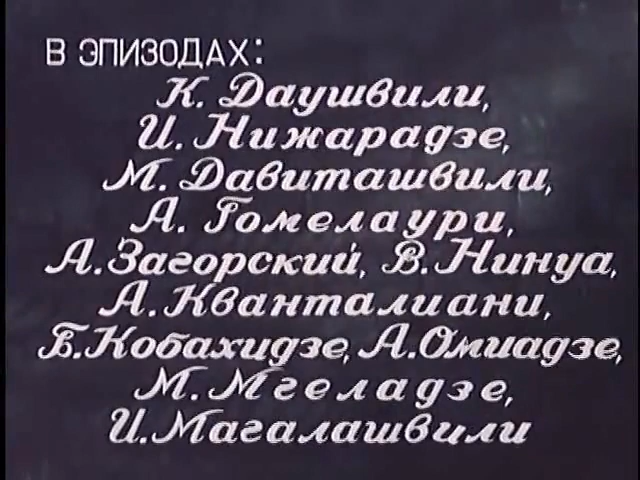 В ЭПИЗОДАХ:
К. Даушвили,
И. Нижарадзе,
М. Давиташвили,
А. Гомелаури,
А. Загорский, В. Нинуа,
А. Кванталиани,
Б. Кобахидзе, А. Омиадзе,
М. Мгеладзе,
И. Магалашвили